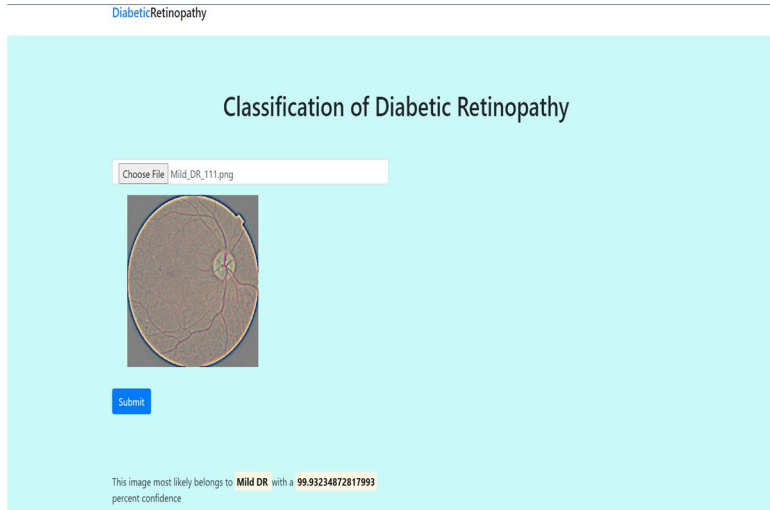 DiabeticRetinopathy
Classification of Diabetic Retinopathy
Choose File Mild_DR_111.png
Submit
This image most likely belongs to Mild DR with a 99.93234872817993
percent confidence